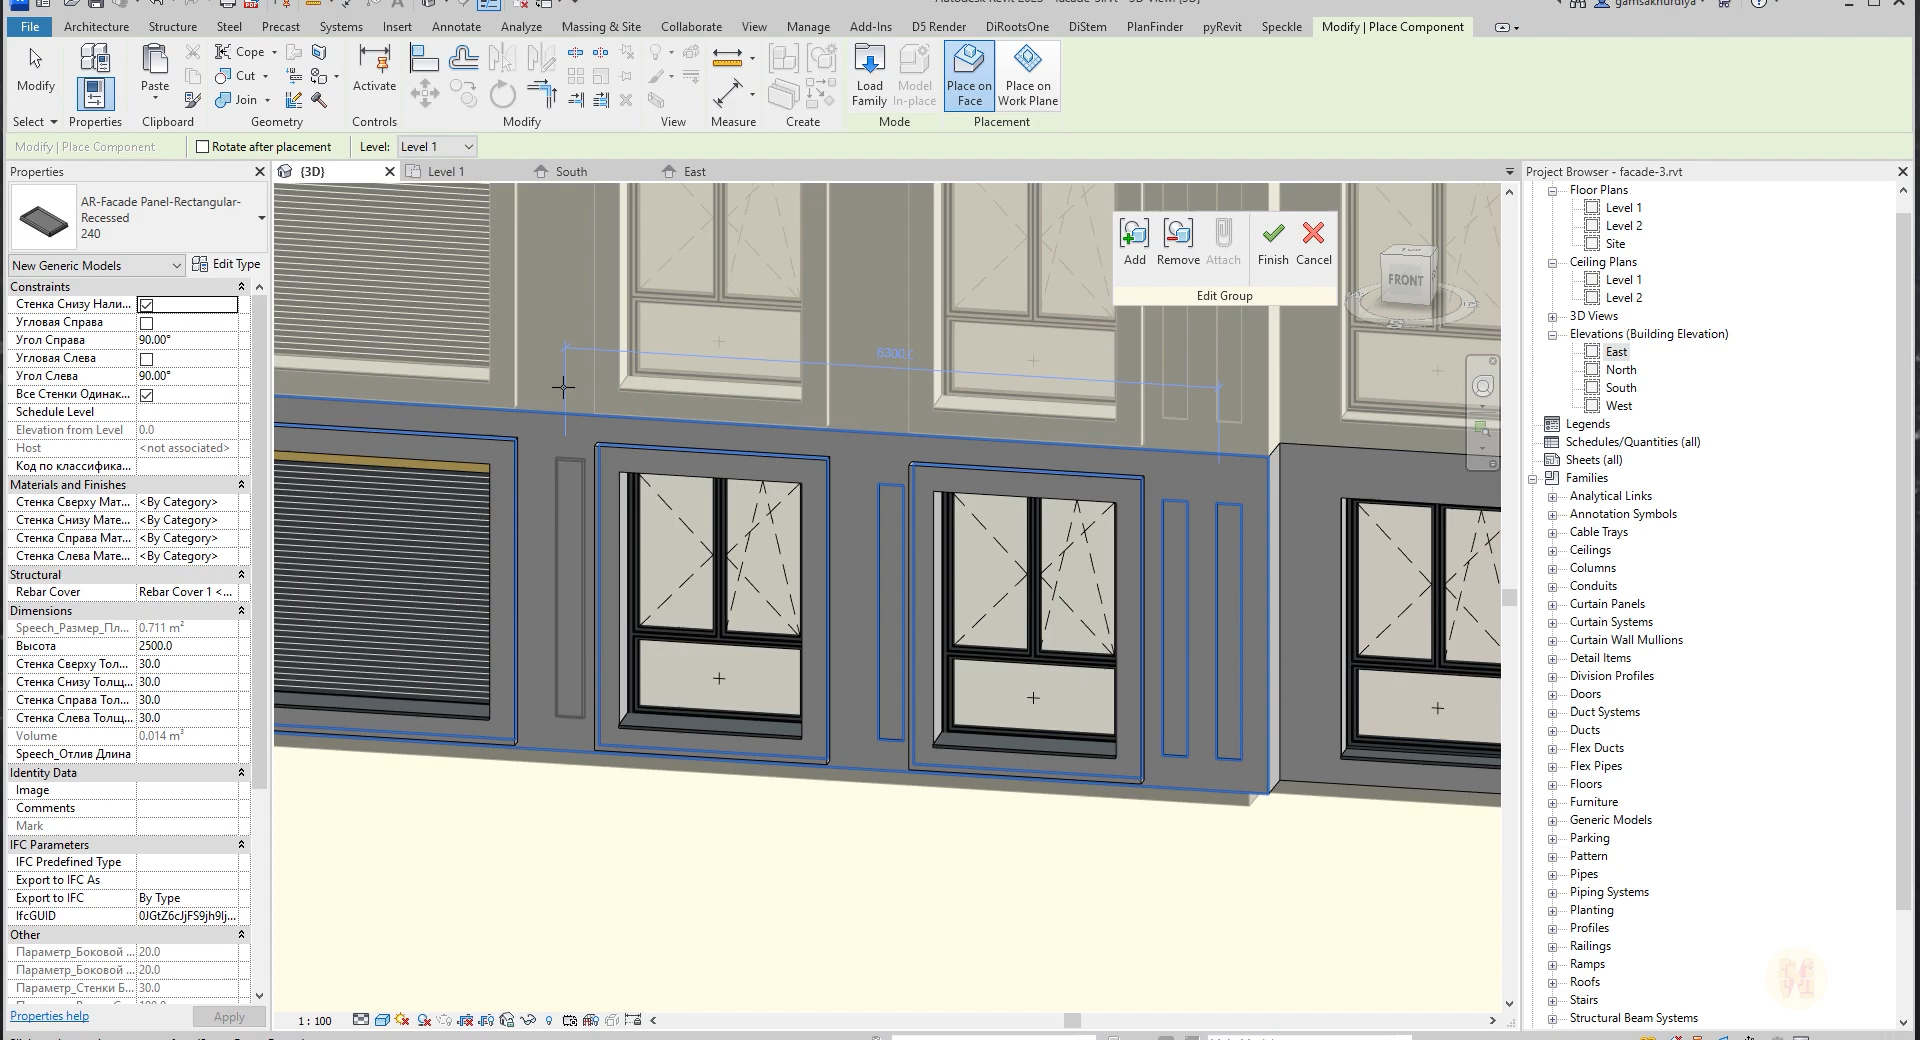 File Architecture Structure Steel Precast Systems Insert Annotate Analyze Massing & Site Collaborate View Manage Add-Ins D5 Render DiRootsOne DiStem PlanFinder pyRevit Speckle Modify | Place Component
Modify
Paste
Cope
Cut
Join
Activate
Load Family
Model In-place
Place on Face
Place on Work Plane
Select Properties Clipboard Geometry Controls Modify View Measure Create Mode Placement
Modify | Place Component
Rotate after placement
Level: Level 1
Properties
AR-Facade Panel-Rectangular-
Recessed
240
New Generic Models
Edit Type
Constraints
Стенка Снизу Нали...
Угловая Справа
Угол Справа 90.00°
Угловая Слева
Угол Слева 90.00°
Все Стенки Одинак...
Schedule Level
Elevation from Level 0.0
Host <not associated>
Код по классифика...
Materials and Finishes
Стенка Сверху Мат... <By Category>
Стенка Снизу Мате... <By Category>
Стенка Справа Мат... <By Category>
Стенка Слева Мате... <By Category>
Structural
Rebar Cover Rebar Cover 1 <...
Dimensions
Speech_Размер_Пл... 0.711 m²
Высота 2500.0
Стенка Сверху Тол... 30.0
Стенка Снизу Толщ... 30.0
Стенка Справа Тол... 30.0
Стенка Слева Толщ... 30.0
Volume 0.014 m³
Speech_Отлив Длина
Identity Data
Image
Comments
Mark
IFC Parameters
IFC Predefined Type
Export to IFC As
Export to IFC By Type
IfcGUID 0JGtZ6cJjFS9jh9Ij...
Other
Параметр_Боковой ... 20.0
Параметр_Боковой ... 20.0
Параметр_Стенки Б... 30.0
Properties help
Apply
{3D}
Level 1
South
East
Add Remove Attach Finish Cancel
Edit Group
FRONT
1 : 100
Project Browser - facade-3.rvt
Floor Plans
Level 1
Level 2
Site
Ceiling Plans
Level 1
Level 2
3D Views
Elevations (Building Elevation)
East
North
South
West
Legends
Schedules/Quantities (all)
Sheets (all)
Families
Analytical Links
Annotation Symbols
Cable Trays
Ceilings
Columns
Conduits
Curtain Panels
Curtain Systems
Curtain Wall Mullions
Detail Items
Division Profiles
Doors
Duct Systems
Ducts
Flex Ducts
Flex Pipes
Floors
Furniture
Generic Models
Parking
Pattern
Pipes
Piping Systems
Planting
Profiles
Railings
Ramps
Roofs
Stairs
Structural Beam Systems